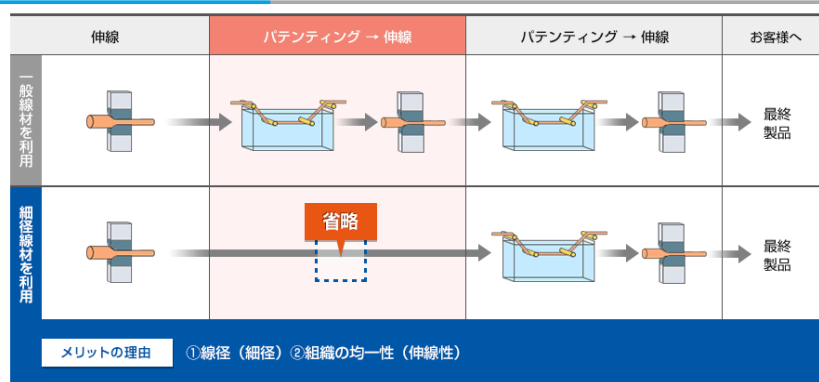 伸線
パテンティング → 伸線
パテンティング → 伸線
お客様へ
一般線材を利用
最終
製品
細径線材を利用
省略
最終
製品
メリットの理由
①線径（細径）②組織の均一性（伸線性）